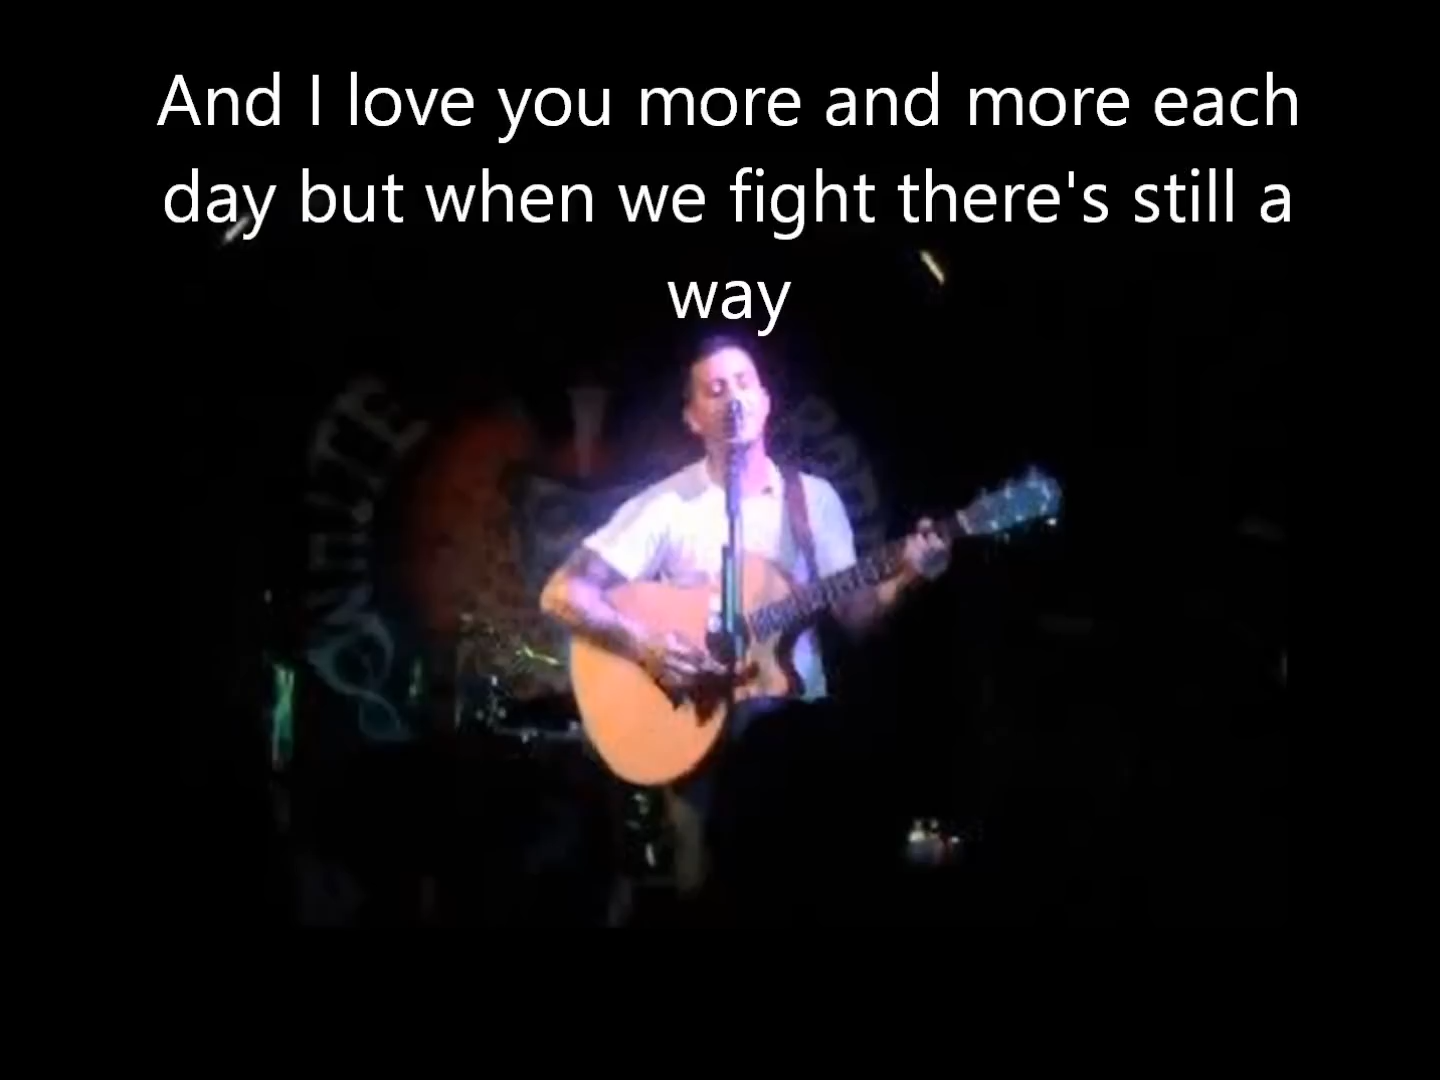 And I love you more and more each
day but when we fight there's still a
way